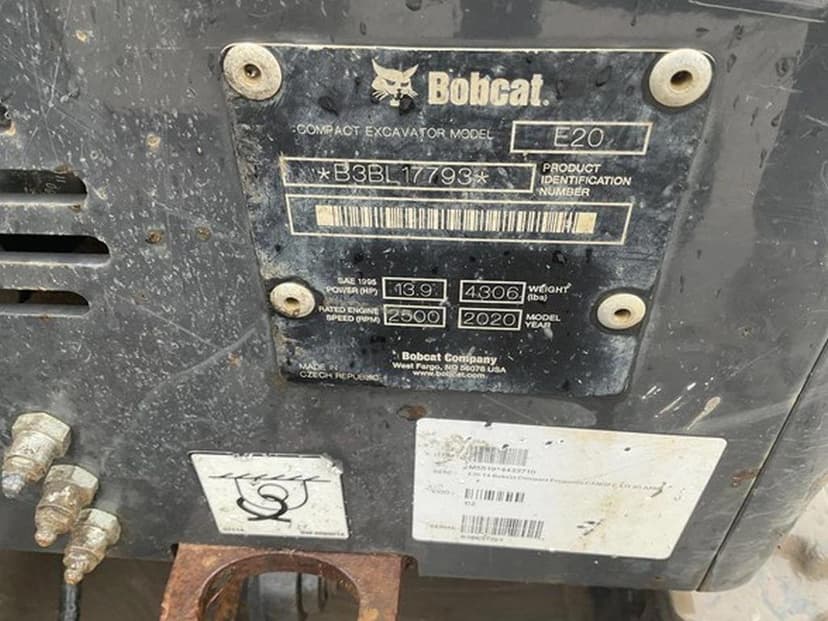 Bobcat.
COMPACT EXCAVATOR MODEL E20
*B3BL17793* PRODUCT IDENTIFICATION NUMBER
SAE 1995 POWER (HP) 13.9 4306 WEIGHT (lbs)
RATED ENGINE SPEED (RPM) 2500 2020 MODEL YEAR
Bobcat Company
West Fargo, ND 58078 USA
www.bobcat.com
MADE IN
CZECH REPUBLIC